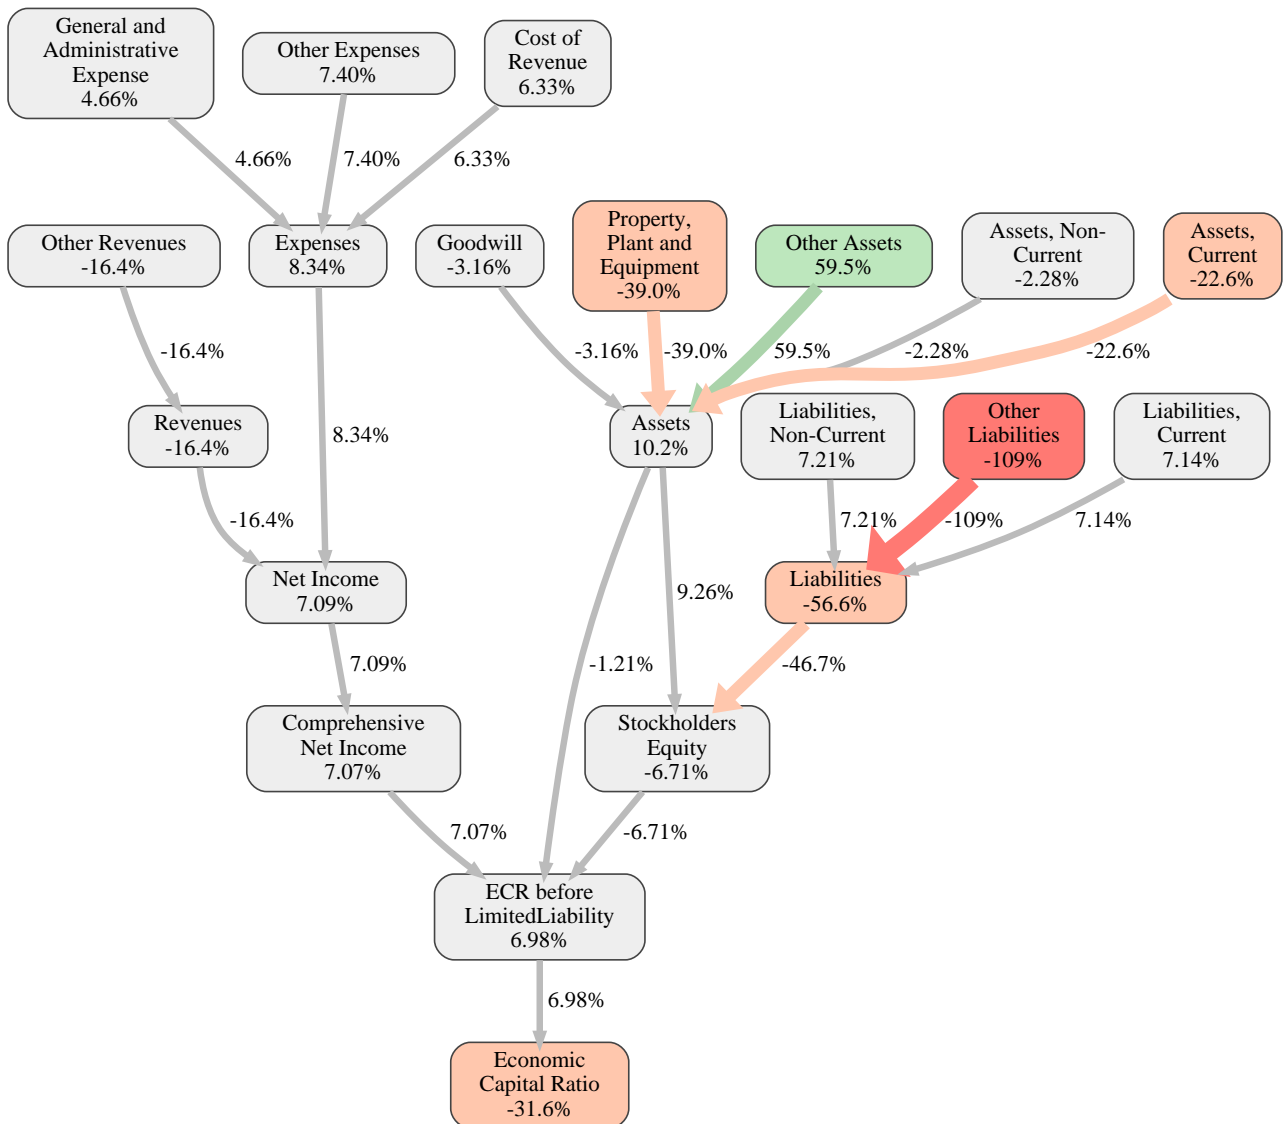 General and
Administrative
Expense
4.66%
Other Expenses
7.40%
Cost of
Revenue
6.33%
4.66%
7.40%
6.33%
Other Revenues
-16.4%
Expenses
8.34%
Goodwill
-3.16%
Property,
Plant and
Equipment
-39.0%
Other Assets
59.5%
Assets, Non-
Current
-2.28%
Assets,
Current
-22.6%
-16.4%
-3.16%
-39.0%
59.5%
-2.28%
-22.6%
Revenues
-16.4%
8.34%
Assets
10.2%
Liabilities,
Non-Current
7.21%
Other
Liabilities
-109%
Liabilities,
Current
7.14%
-16.4%
7.21%
-109%
7.14%
Net Income
7.09%
9.26%
Liabilities
-56.6%
7.09%
-1.21%
-46.7%
Comprehensive
Net Income
7.07%
Stockholders
Equity
-6.71%
7.07%
-6.71%
ECR before
LimitedLiability
6.98%
6.98%
Economic
Capital Ratio
-31.6%